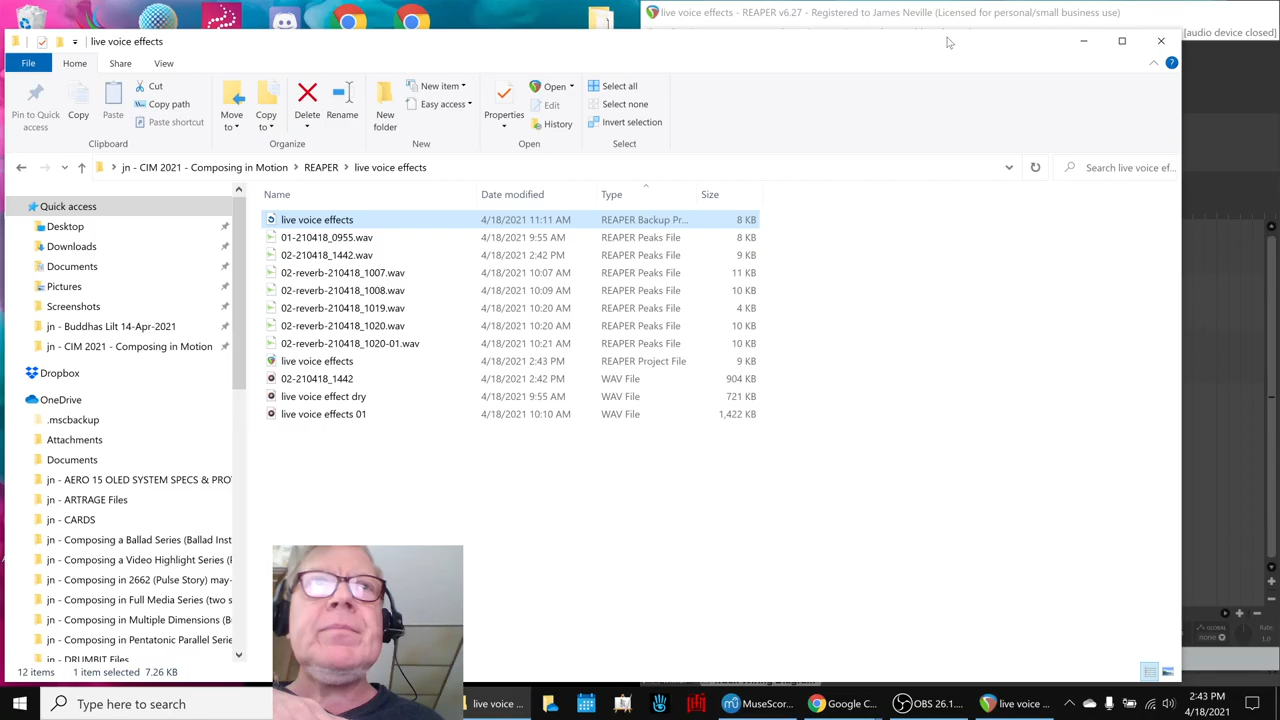 live voice effects - REAPER v6.27 - Registered to James Neville (Licensed for personal/small business use)
[audio device closed]
live voice effects
File Home Share View
Pin to Quick access
Copy
Paste
Cut
Copy path
Paste shortcut
Clipboard
Move to
Copy to
Delete
Rename
Organize
New folder
New item
Easy access
New
Properties
Open
Edit
History
Open
Select all
Select none
Invert selection
Select
jn - CIM 2021 - Composing in Motion > REAPER > live voice effects
Search live voice ef...
Name Date modified Type Size
live voice effects 4/18/2021 11:11 AM REAPER Backup Pr... 8 KB
01-210418_0955.wav 4/18/2021 9:55 AM REAPER Peaks File 8 KB
02-210418_1442.wav 4/18/2021 2:42 PM REAPER Peaks File 9 KB
02-reverb-210418_1007.wav 4/18/2021 10:07 AM REAPER Peaks File 11 KB
02-reverb-210418_1008.wav 4/18/2021 10:09 AM REAPER Peaks File 10 KB
02-reverb-210418_1019.wav 4/18/2021 10:20 AM REAPER Peaks File 4 KB
02-reverb-210418_1020.wav 4/18/2021 10:20 AM REAPER Peaks File 10 KB
02-reverb-210418_1020-01.wav 4/18/2021 10:21 AM REAPER Peaks File 10 KB
live voice effects 4/18/2021 2:43 PM REAPER Project File 9 KB
02-210418_1442 4/18/2021 2:42 PM WAV File 904 KB
live voice effect dry 4/18/2021 9:55 AM WAV File 721 KB
live voice effects 01 4/18/2021 10:10 AM WAV File 1,422 KB
Quick access
Desktop
Downloads
Documents
Pictures
Screenshots
jn - Buddhas Lilt 14-Apr-2021
jn - CIM 2021 - Composing in Motion
Dropbox
OneDrive
.mscbackup
Attachments
Documents
jn - AERO 15 OLED SYSTEM SPECS & PRO
jn - ARTRAGE Files
jn - CARDS
jn - Composing a Ballad Series (Ballad Inst
jn - Composing a Video Highlight Series (F
jn - Composing in 2662 (Pulse Story) may-
jn - Composing in Full Media Series (two s
jn - Composing in Multiple Dimensions (B
jn - Composing in Pentatonic Parallel Serie
jn - DRUMBIT Files
GLOBAL
none
Rate:
1.0
12 items 1 item selected 7.26 KB
Type here to search
live voice ...
MuseScor...
Google C...
OBS 26.1...
live voice ...
2:43 PM
4/18/2021